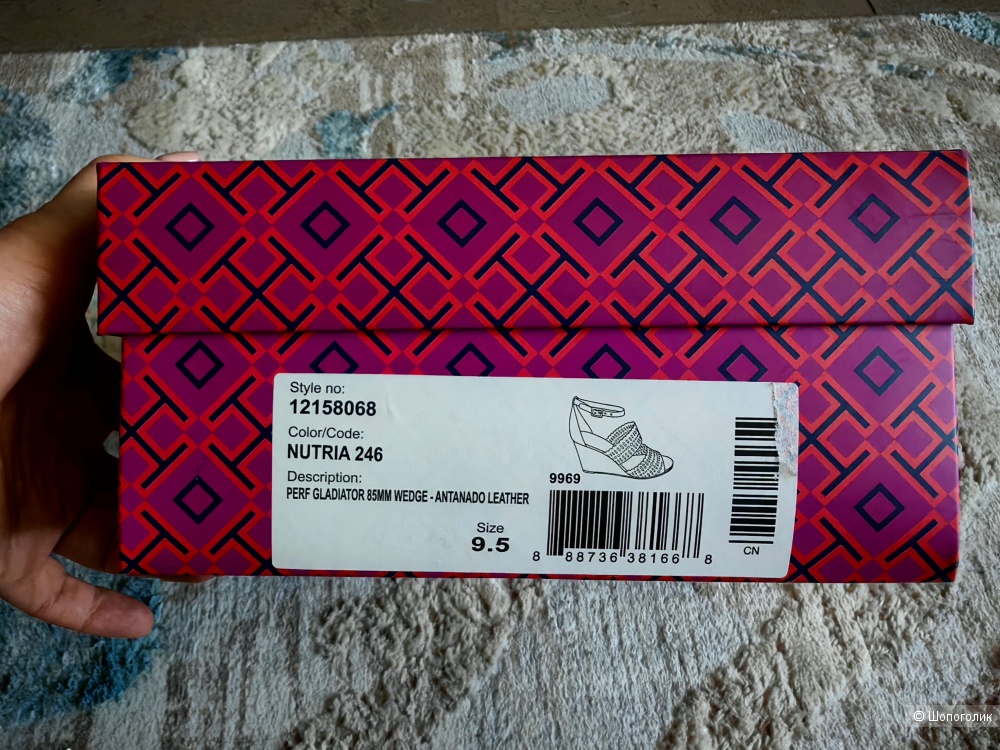 Style no:
12158068
Color/Code:
NUTRIA 246
Description:
PERF GLADIATOR 85MM WEDGE - ANTANADO LEATHER
Size
9.5
9969
8 88736 38166 8
CN
© Шопоголик